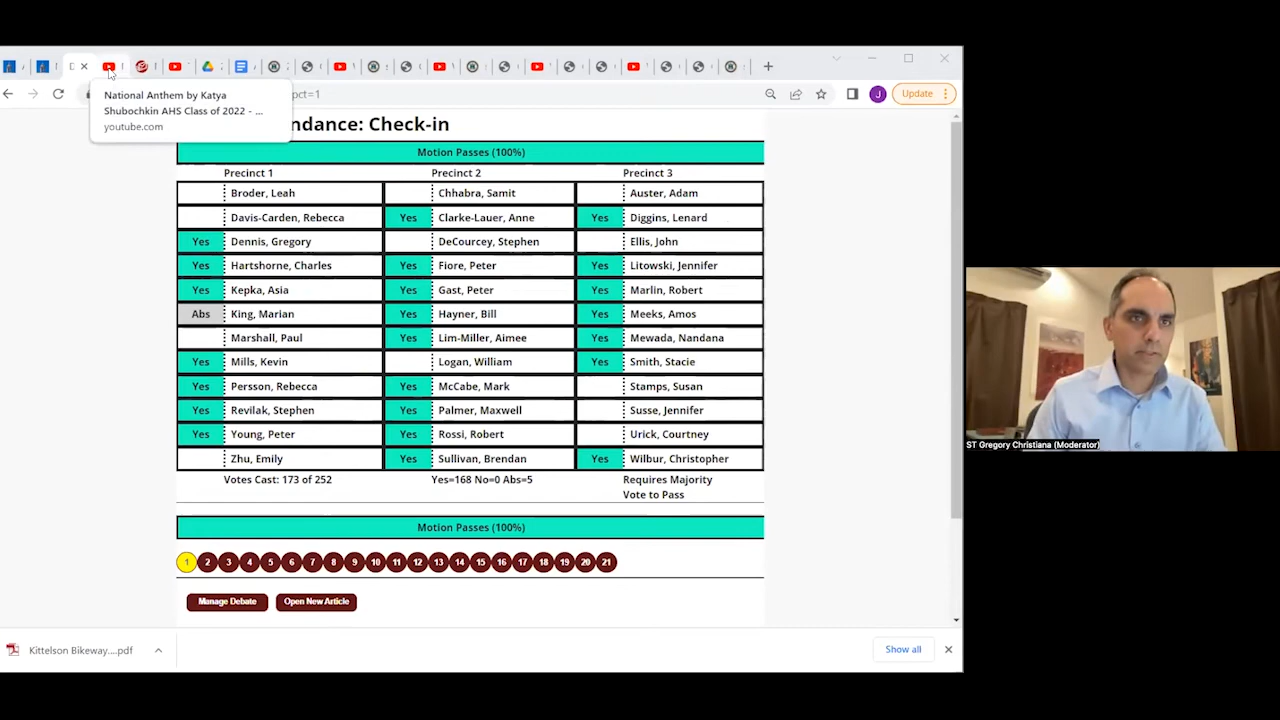 National Anthem by Katya
Shubochkin AHS Class of 2022 - ...
youtube.com
pct=1
Update
J
ndance: Check-in
Motion Passes (100%)
Precinct 1 Precinct 2 Precinct 3
Broder, Leah Chhabra, Samit Auster, Adam
Davis-Carden, Rebecca Yes Clarke-Lauer, Anne Yes Diggins, Lenard
Yes Dennis, Gregory DeCourcey, Stephen Ellis, John
Yes Hartshorne, Charles Yes Fiore, Peter Yes Litowski, Jennifer
Yes Kepka, Asia Yes Gast, Peter Yes Marlin, Robert
Abs King, Marian Yes Hayner, Bill Yes Meeks, Amos
Marshall, Paul Yes Lim-Miller, Aimee Yes Mewada, Nandana
Yes Mills, Kevin Logan, William Yes Smith, Stacie
Yes Persson, Rebecca Yes McCabe, Mark Stamps, Susan
Yes Revilak, Stephen Yes Palmer, Maxwell Susse, Jennifer
Yes Young, Peter Yes Rossi, Robert Urick, Courtney
Zhu, Emily Yes Sullivan, Brendan Yes Wilbur, Christopher
Votes Cast: 173 of 252 Yes=168 No=0 Abs=5 Requires Majority
Vote to Pass
Motion Passes (100%)
1 2 3 4 5 6 7 8 9 10 11 12 13 14 15 16 17 18 19 20 21
Manage Debate Open New Article
Kittelson Bikeway....pdf
Show all
ST Gregory Christiana (Moderator)